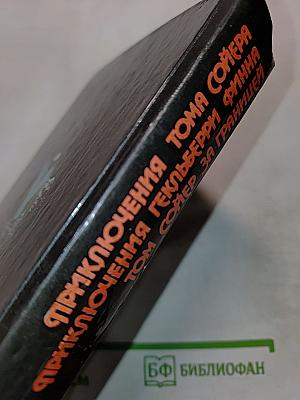 ПРИКЛЮЧЕНИЯ ТОМА СОЙЕРА
ПРИКЛЮЧЕНИЯ ГЕКЛЬБЕРРИ ФИННА
ТОМ СОЙЕР ЗА ГРАНИЦЕЙ
БФ БИБЛИОФАН